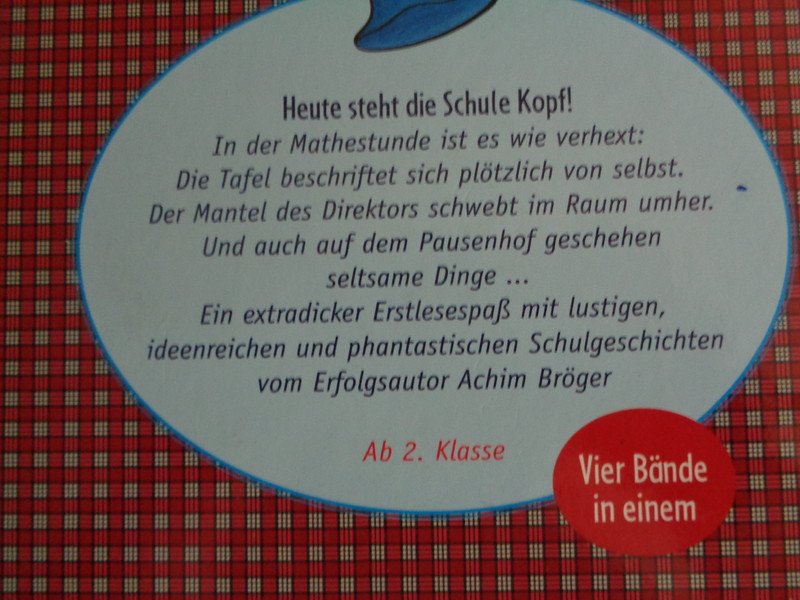 Heute steht die Schule Kopf!
In der Mathestunde ist es wie verhext:
Die Tafel beschriftet sich plötzlich von selbst.
Der Mantel des Direktors schwebt im Raum umher.
Und auch auf dem Pausenhof geschehen
seltsame Dinge ...
Ein extradicker Erstlesespaß mit lustigen,
ideenreichen und phantastischen Schulgeschichten
vom Erfolgsautor Achim Bröger
Ab 2. Klasse
Vier Bände
in einem